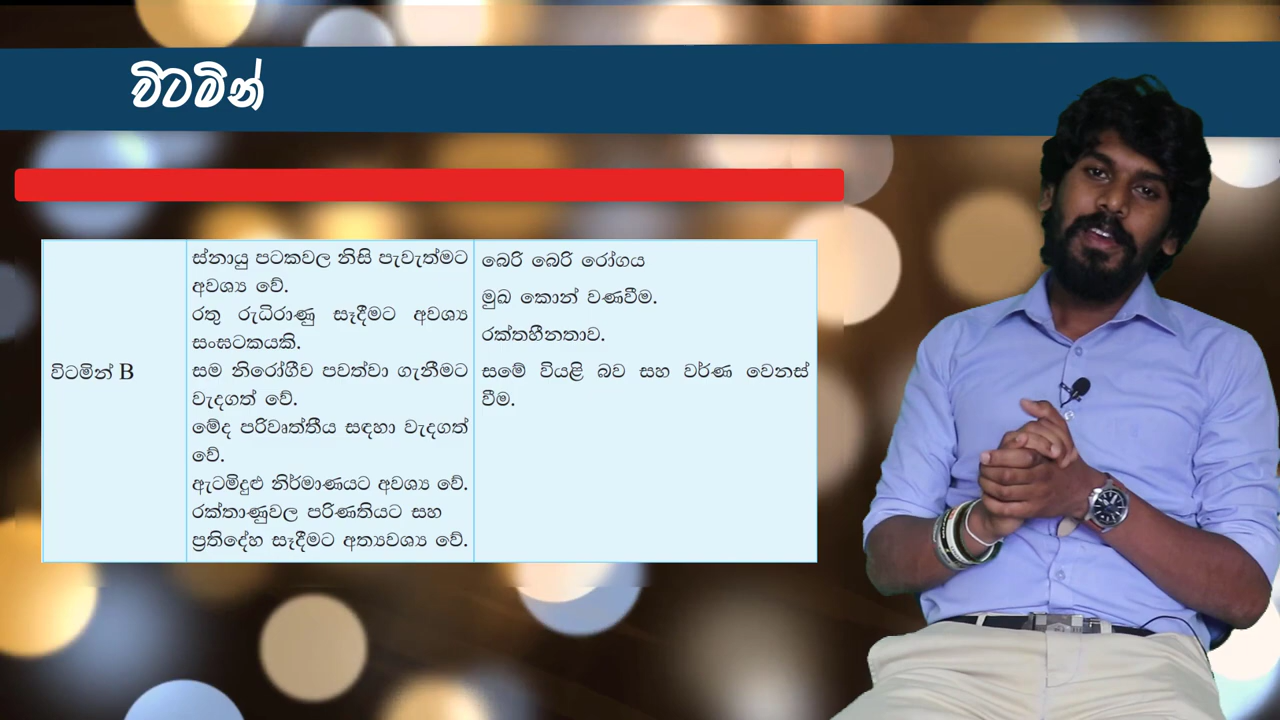 විටමින්
විටමින් B
ස්නායු පටකවල නිසි පැවැත්මට
අවශ්‍ය වේ.
රතු රුධිරාණු සෑදීමට අවශ්‍ය
සංඝටකයකි.
සම නිරෝගීව පවත්වා ගැනීමට
වැදගත් වේ.
මේද පරිවෘත්තීය සඳහා වැදගත්
වේ.
ඇටමිදුළු නිර්මාණයට අවශ්‍ය වේ.
රක්තාණුවල පරිණතියට සහ
ප්‍රතිදේහ සෑදීමට අත්‍යවශ්‍ය වේ.
බෙරි බෙරි රෝගය
මුඛ කොන් වණවීම.
රක්තහීනතාව.
සමේ වියළි බව සහ වර්ණ වෙනස්
වීම.